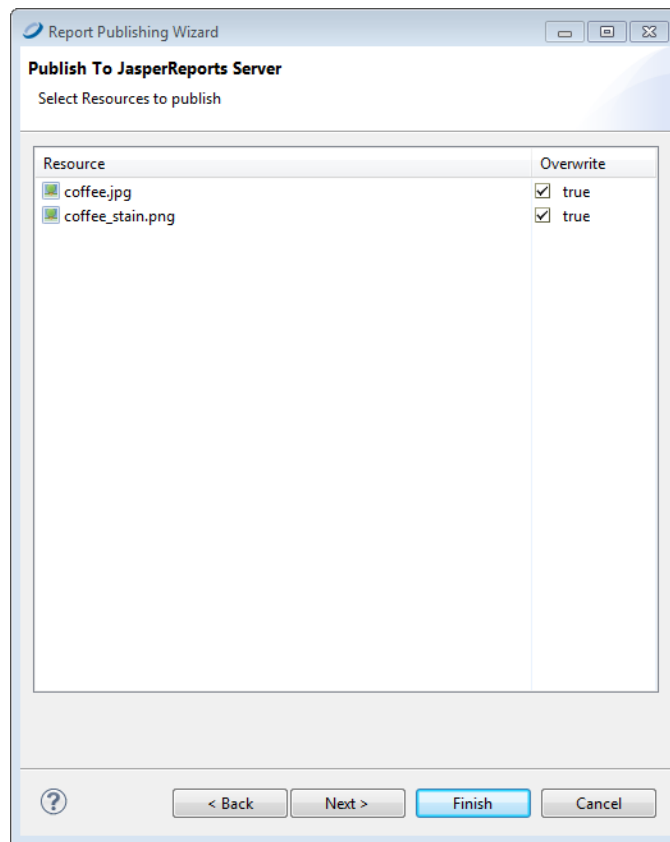 Report Publishing Wizard
Publish To JasperReports Server
Select Resources to publish
Resource Overwrite
coffee.jpg true
coffee_stain.png true
? < Back Next > Finish Cancel